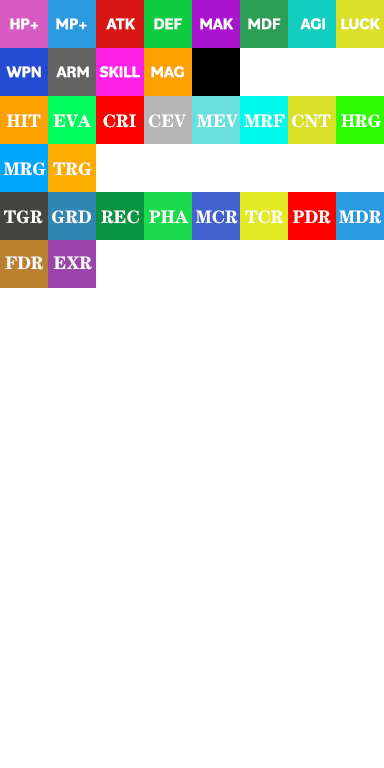 HP+ MP+ ATK DEF MAK MDF AGI LUCK
WPN ARM SKILL MAG
HIT EVA CRI CEV MEV MRF CNT HRG
MRG TRG
TGR GRD REC PHA MCR TCR PDR MDR
FDR EXR